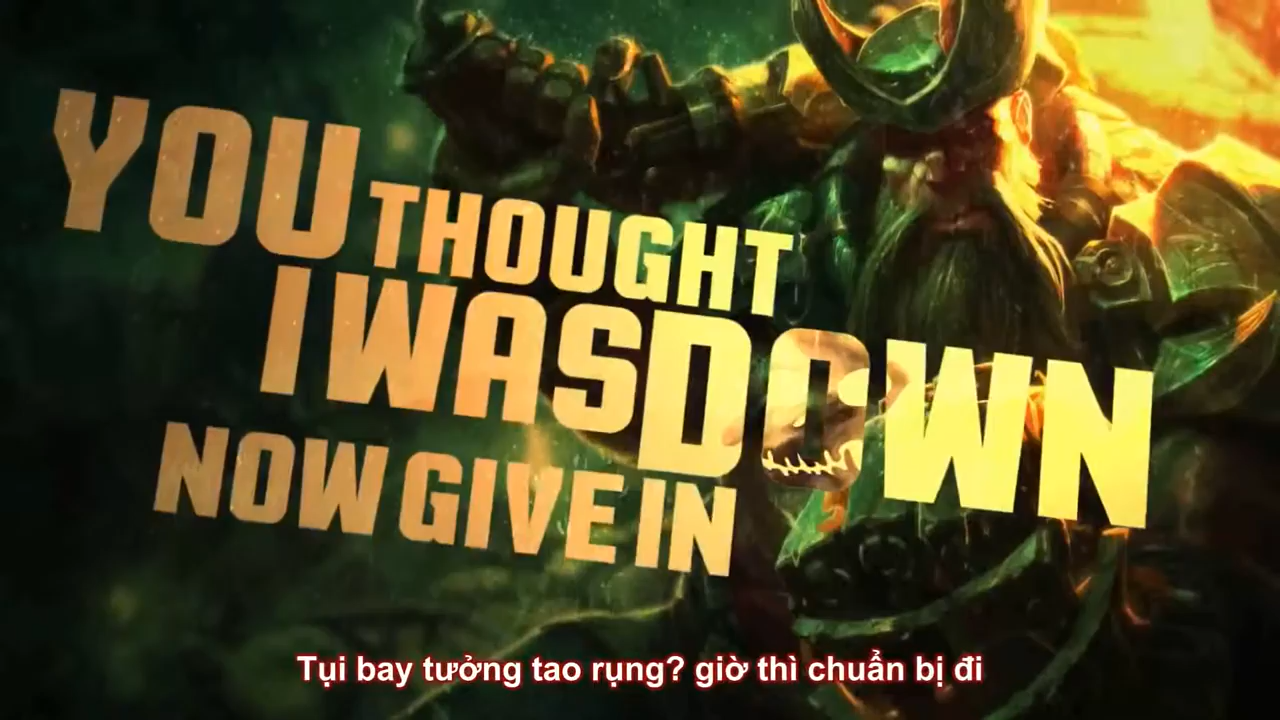 YOU THOUGHT
I WAS DOWN
NOW GIVE IN
Tụi bay tưởng tao rụng? giờ thì chuẩn bị đi